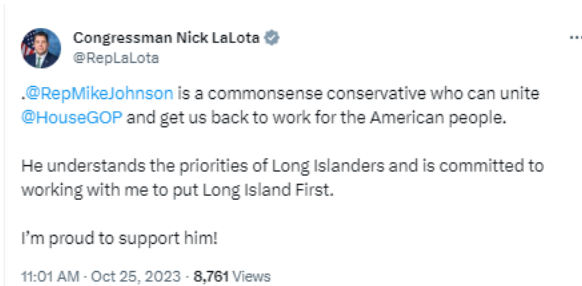 Congressman Nick LaLota
@RepLaLota
.@RepMikeJohnson is a commonsense conservative who can unite
@HouseGOP and get us back to work for the American people.
He understands the priorities of Long Islanders and is committed to
working with me to put Long Island First.
I'm proud to support him!
11:01 AM · Oct 25, 2023 · 8,761 Views